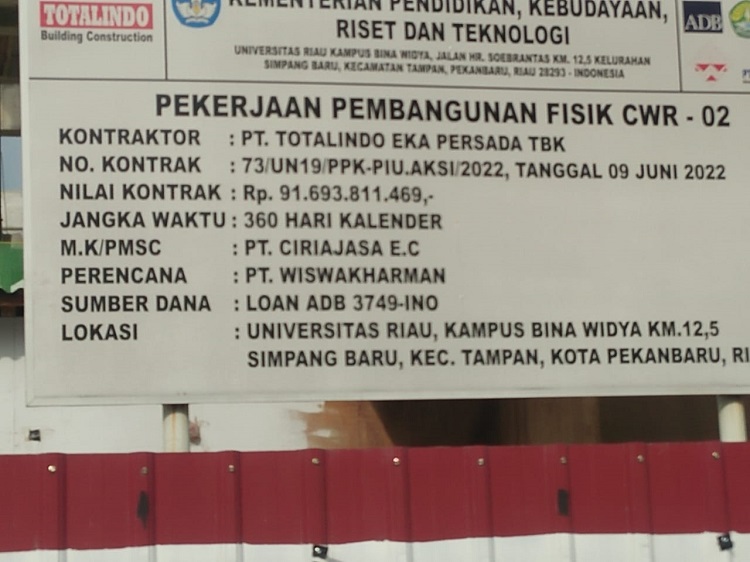 TOTALINDO
Building Construction
KEMENTERIAN PENDIDIKAN, KEBUDAYAAN,
RISET DAN TEKNOLOGI
UNIVERSITAS RIAU KAMPUS BINA WIDYA, JALAN HR. SOEBRANTAS KM. 12,5 KELURAHAN
SIMPANG BARU, KECAMATAN TAMPAN, PEKANBARU, RIAU 28293 - INDONESIA
ADB
PEKERJAAN PEMBANGUNAN FISIK CWR - 02
KONTRAKTOR : PT. TOTALINDO EKA PERSADA TBK
NO. KONTRAK : 73/UN19/PPK-PIU.AKSI/2022, TANGGAL 09 JUNI 2022
NILAI KONTRAK : Rp. 91.693.811.469,-
JANGKA WAKTU : 360 HARI KALENDER
M.K/PMSC : PT. CIRIAJASA E.C
PERENCANA : PT. WISWAKHARMAN
SUMBER DANA : LOAN ADB 3749-INO
LOKASI : UNIVERSITAS RIAU, KAMPUS BINA WIDYA KM.12,5
SIMPANG BARU, KEC. TAMPAN, KOTA PEKANBARU, RI